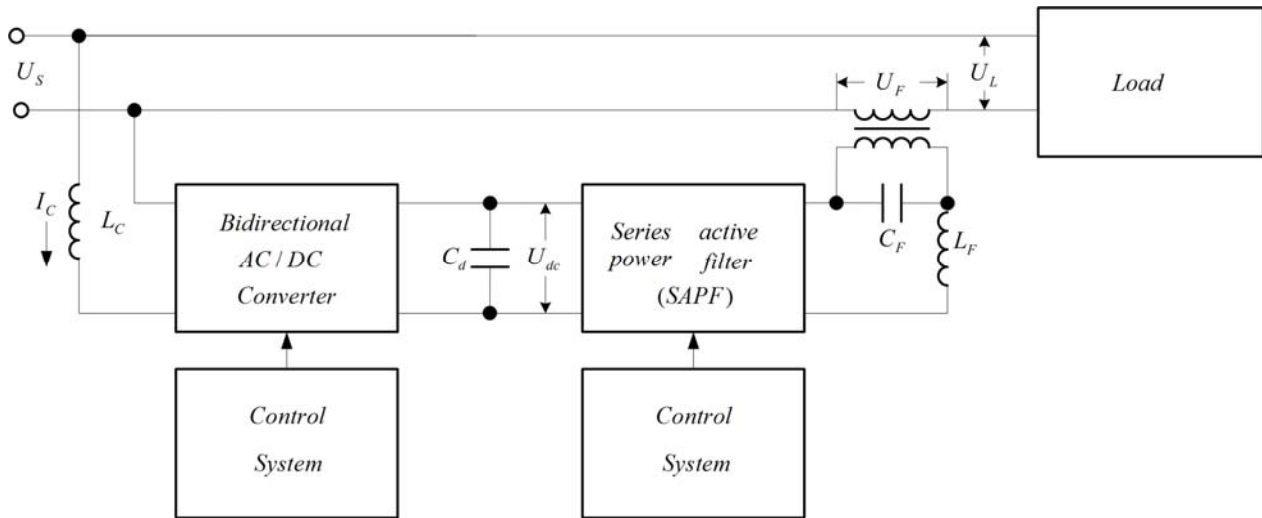 U_S
U_F
U_L
Load
I_C
L_C
Bidirectional
AC / DC
Converter
C_d
U_dc
Series active
power filter
(SAPF)
C_F
L_F
Control
System
Control
System